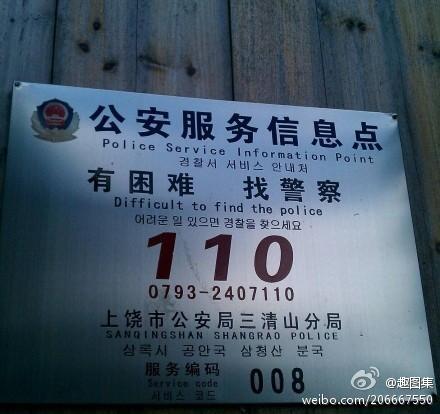 公安服务信息点
Police Service Information Point
경찰서 서비스 안내처
有困难 找警察
Difficult to find the police
어려운 일 있으면 경찰을 찾으세요
110
0793-2407110
上饶市公安局三清山分局
SANQINGSHAN SHANGRAO POLICE
상록시 공안국 삼청산 분국
服务编码
Service code
서비스 코드
008
@趣图集
weibo.com/206667550